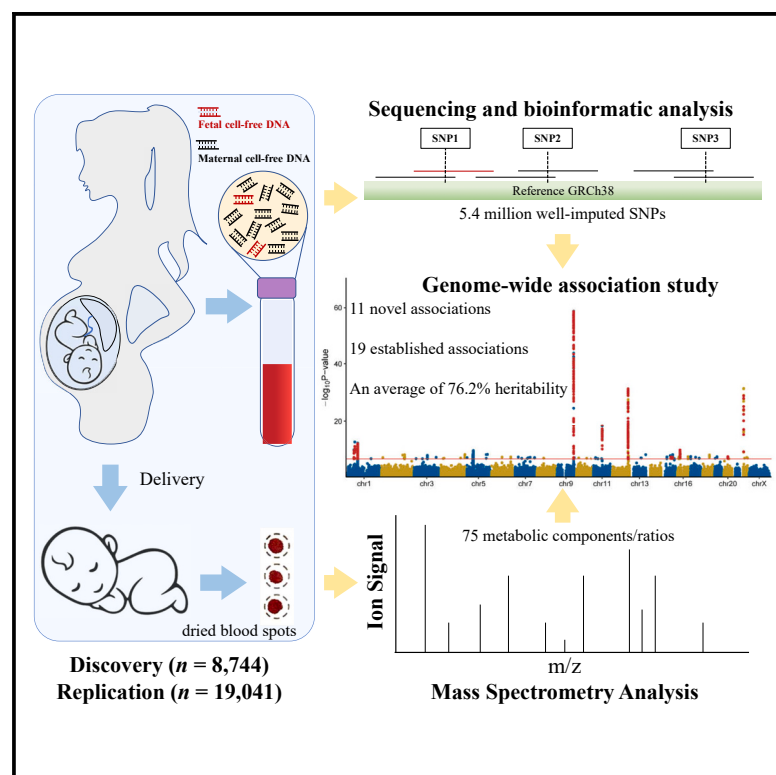 Fetal cell-free DNA
Maternal cell-free DNA
Delivery
dried blood spots
Discovery (n = 8,744)
Replication (n = 19,041)
Sequencing and bioinformatic analysis
SNP1 SNP2 SNP3
Reference GRCh38
5.4 million well-imputed SNPs
Genome-wide association study
11 novel associations
19 established associations
An average of 76.2% heritability
−log10P−value
60
40
20
chr1 chr3 chr5 chr7 chr9 chr11 chr13 chr16 chr20 chrX
75 metabolic components/ratios
Ion Signal
m/z
Mass Spectrometry Analysis